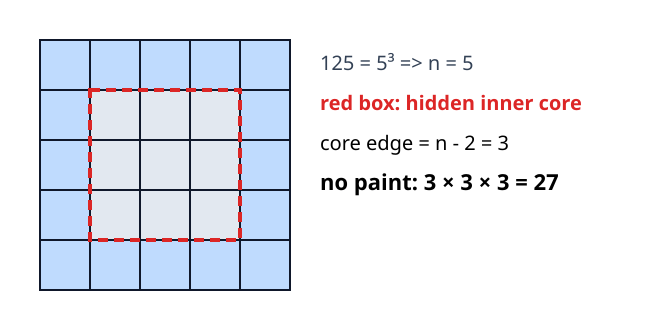 125 = 5³ => n = 5
red box: hidden inner core
core edge = n - 2 = 3
no paint: 3 × 3 × 3 = 27